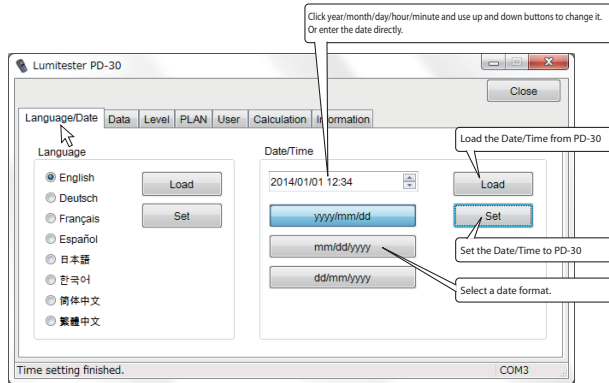 Click year/month/day/hour/minute and use up and down buttons to change it.
Or enter the date directly.
Lumitester PD-30
Close
Language/Date Data Level PLAN User Calculation Information
Language
English
Deutsch
Français
Español
日本語
한국어
简体中文
繁體中文
Load
Set
Date/Time
2014/01/01 12:34
yyyy/mm/dd
mm/dd/yyyy
dd/mm/yyyy
Load the Date/Time from PD-30
Load
Set
Set the Date/Time to PD-30
Select a date format.
Time setting finished.
COM3